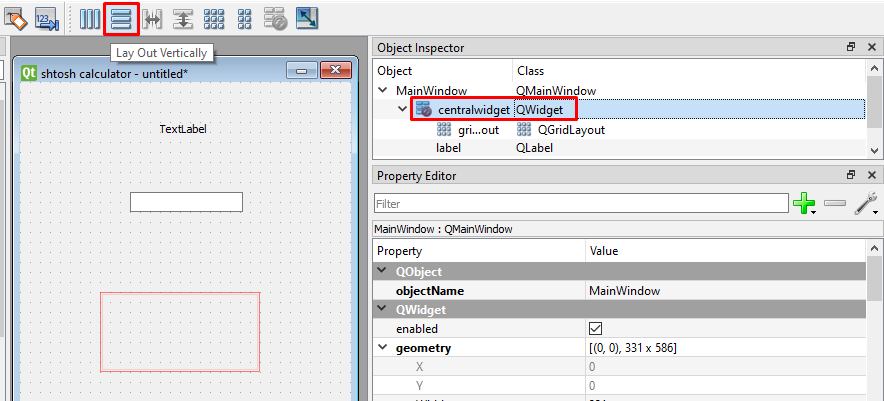 123
Lay Out Vertically
Qt shtosh calculator - untitled*
TextLabel
Object Inspector
Object Class
MainWindow QMainWindow
centralwidget QWidget
gri...out QGridLayout
label QLabel
Property Editor
Filter
MainWindow : QMainWindow
Property Value
QObject
objectName MainWindow
QWidget
enabled
geometry [(0, 0), 331 x 586]
X 0
Y 0